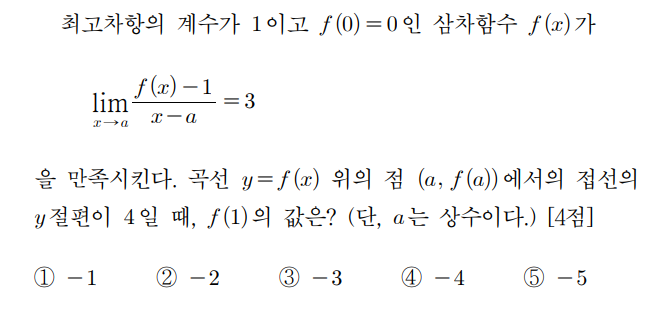 최고차항의 계수가 1이고 f(0)=0인 삼차함수 f(x)가
lim_{x→a} \frac{f(x)-1}{x-a} = 3
을 만족시킨다. 곡선 y=f(x) 위의 점 (a, f(a))에서의 접선의
y절편이 4일 때, f(1)의 값은? (단, a는 상수이다.) [4점]
① -1 ② -2 ③ -3 ④ -4 ⑤ -5